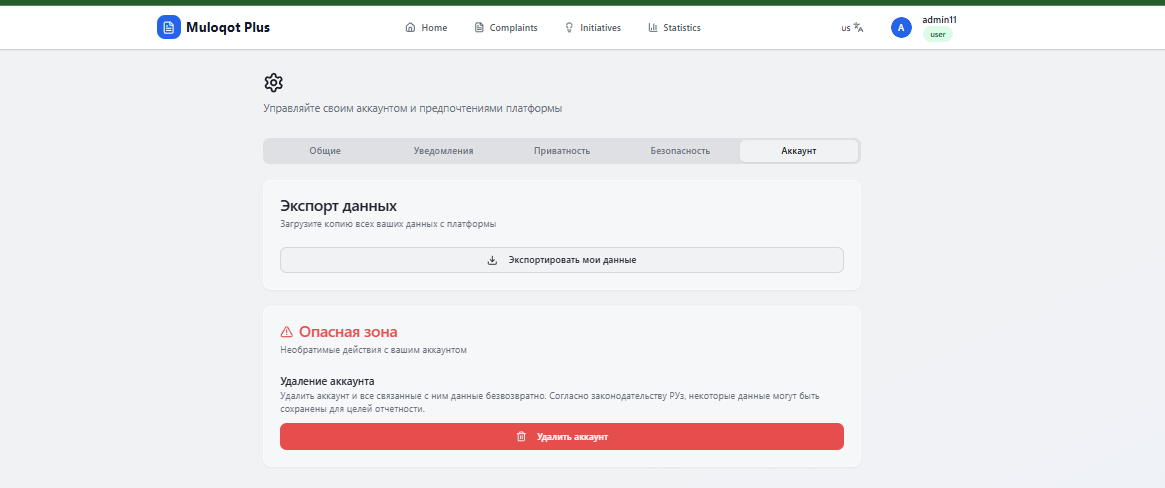 Muloqot Plus
Home
Complaints
Initiatives
Statistics
us
A
admin11
user
Управляйте своим аккаунтом и предпочтениями платформы
Общие
Уведомления
Приватность
Безопасность
Аккаунт
Экспорт данных
Загрузите копию всех ваших данных с платформы
Экспортировать мои данные
Опасная зона
Необратимые действия с вашим аккаунтом
Удаление аккаунта
Удалить аккаунт и все связанные с ним данные безвозвратно. Согласно законодательству РУз, некоторые данные могут быть
сохранены для целей отчетности.
Удалить аккаунт